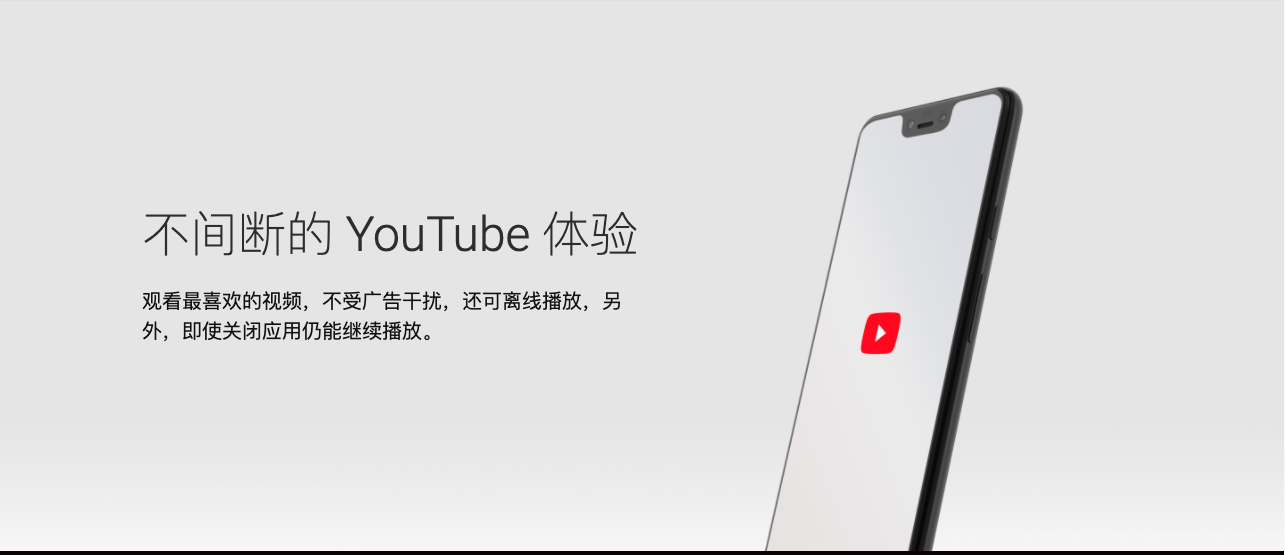 不间断的 YouTube 体验
观看最喜欢的视频，不受广告干扰，还可离线播放，另
外，即使关闭应用仍能继续播放。